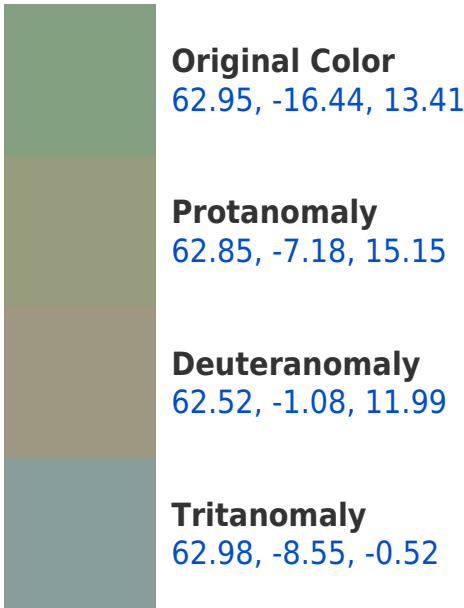 Original Color
62.95, -16.44, 13.41
Protanomaly
62.85, -7.18, 15.15
Deuteranomaly
62.52, -1.08, 11.99
Tritanomaly
62.98, -8.55, -0.52